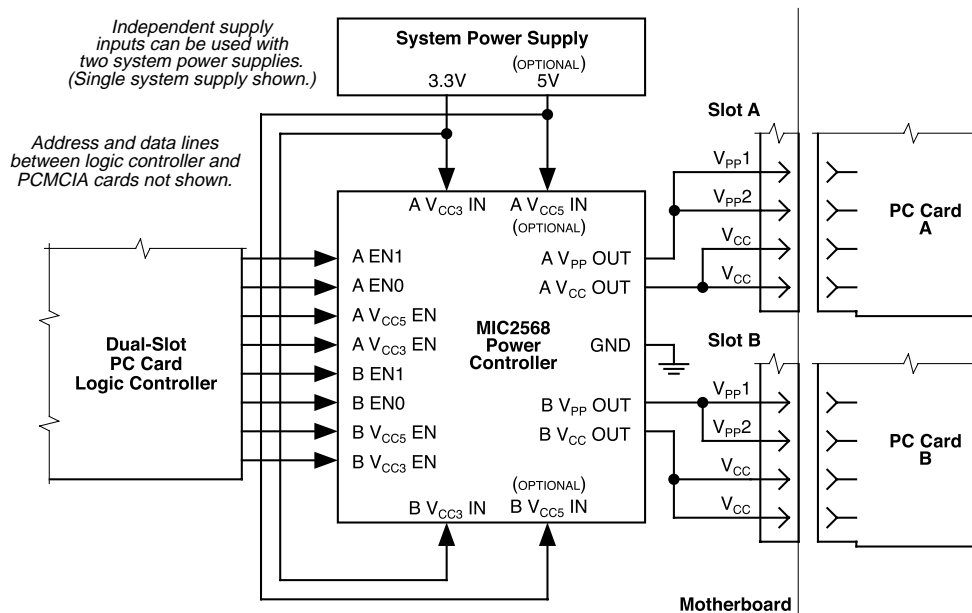 Independent supply
inputs can be used with
two system power supplies.
(Single system supply shown.)
System Power Supply
(OPTIONAL)
3.3V 5V
Address and data lines
between logic controller and
PCMCIA cards not shown.
Slot A
VPP1
VPP2
VCC
VCC
PC Card
A
A VCC3 IN A VCC5 IN
(OPTIONAL)
A EN1
A EN0
A VCC5 EN
A VCC3 EN
B EN1
B EN0
B VCC5 EN
B VCC3 EN
A VPP OUT
A VCC OUT
MIC2568
Power
Controller
GND
B VPP OUT
B VCC OUT
(OPTIONAL)
B VCC3 IN B VCC5 IN
Dual-Slot
PC Card
Logic Controller
Slot B
VPP1
VPP2
VCC
VCC
PC Card
B
Motherboard